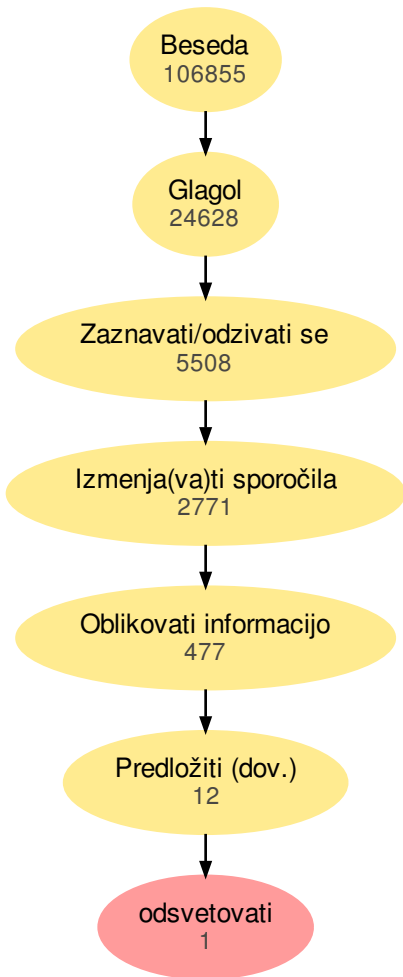 Beseda
106855
Glagol
24628
Zaznavati/odzivati se
5508
Izmenja(va)ti sporočila
2771
Oblikovati informacijo
477
Predložiti (dov.)
12
odsvetovati
1